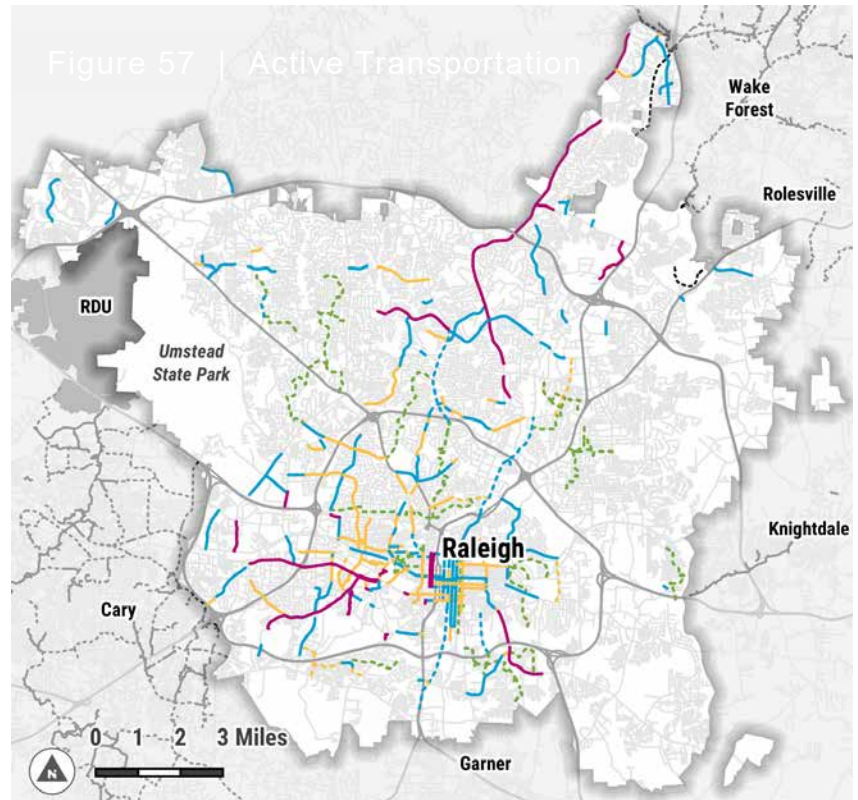 Figure 57 | Active Transportation
Wake
Forest
Rolesville
RDU
Umstead
State Park
Raleigh
Knightdale
Cary
0 1 2 3 Miles
N
Garner